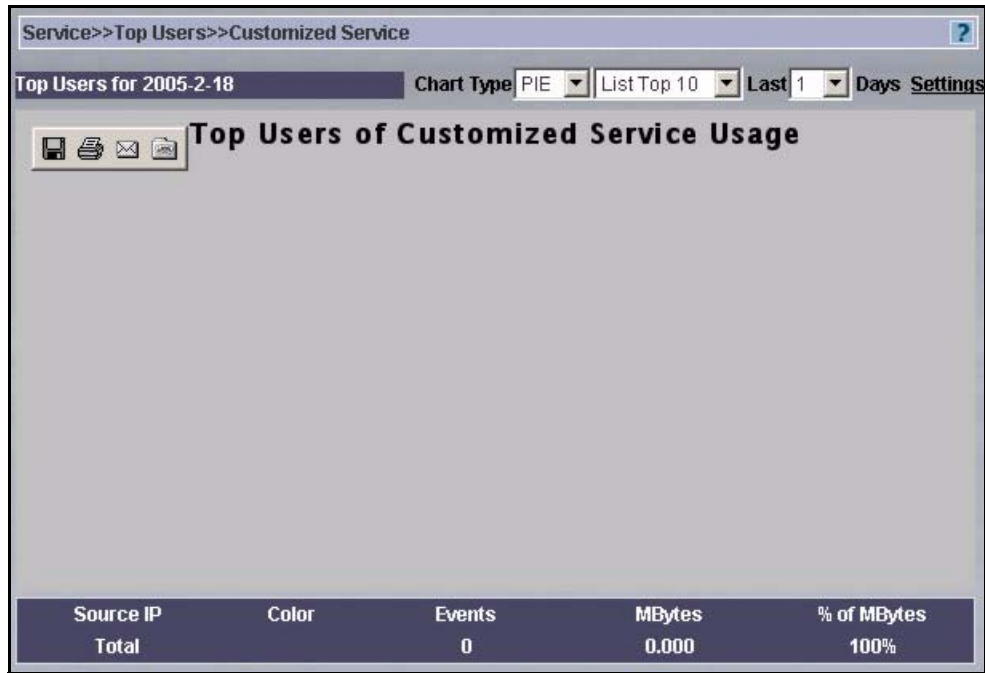 Service>>Top Users>>Customized Service ?
Top Users for 2005-2-18 Chart Type PIE List Top 10 Last 1 Days Settings
Top Users of Customized Service Usage
Source IP Color Events MBytes % of MBytes
Total 0 0.000 100%